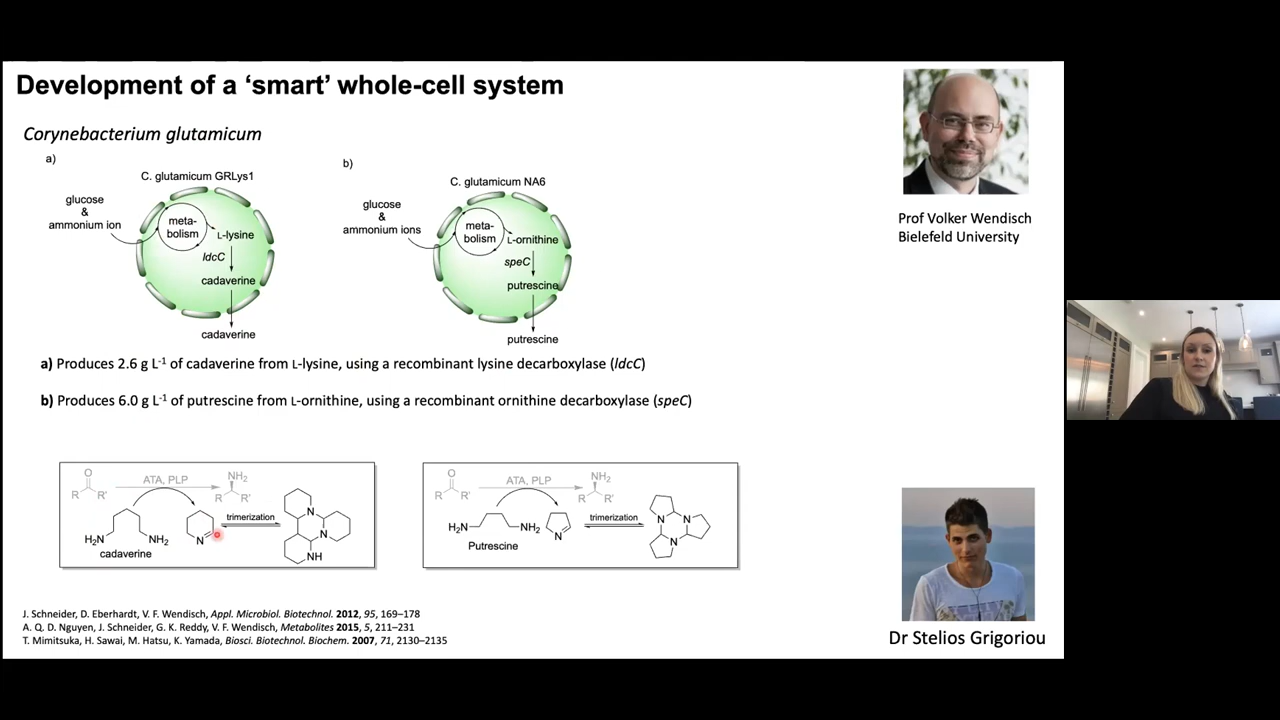 Development of a ‘smart’ whole-cell system
Corynebacterium glutamicum
a)
C. glutamicum GRLys1
glucose
&
ammonium ion
meta-
bolism
L-lysine
ldcC
cadaverine
cadaverine
b)
C. glutamicum NA6
glucose
&
ammonium ions
meta-
bolism
L-ornithine
speC
putrescine
putrescine
Prof Volker Wendisch
Bielefeld University
a) Produces 2.6 g L-1 of cadaverine from L-lysine, using a recombinant lysine decarboxylase (ldcC)
b) Produces 6.0 g L-1 of putrescine from L-ornithine, using a recombinant ornithine decarboxylase (speC)
O
R R'
ATA, PLP
NH2
R R'
H2N NH2
cadaverine
N
trimerization
N
N
NH
O
R R'
ATA, PLP
NH2
R R'
H2N NH2
Putrescine
N
trimerization
N N
N
J. Schneider, D. Eberhardt, V. F. Wendisch, Appl. Microbiol. Biotechnol. 2012, 95, 169–178
A. Q. D. Nguyen, J. Schneider, G. K. Reddy, V. F. Wendisch, Metabolites 2015, 5, 211–231
T. Mimitsuka, H. Sawai, M. Hatsu, K. Yamada, Biosci. Biotechnol. Biochem. 2007, 71, 2130–2135
Dr Stelios Grigoriou